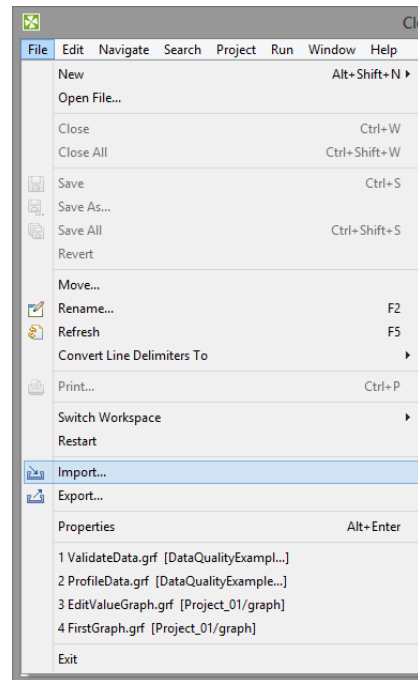 Clo
File Edit Navigate Search Project Run Window Help
New Alt+Shift+N
Open File...
Close Ctrl+W
Close All Ctrl+Shift+W
Save Ctrl+S
Save As...
Save All Ctrl+Shift+S
Revert
Move...
Rename... F2
Refresh F5
Convert Line Delimiters To
Print... Ctrl+P
Switch Workspace
Restart
Import...
Export...
Properties Alt+Enter
1 ValidateData.grf [DataQualityExampl...]
2 ProfileData.grf [DataQualityExample...]
3 EditValueGraph.grf [Project_01/graph]
4 FirstGraph.grf [Project_01/graph]
Exit